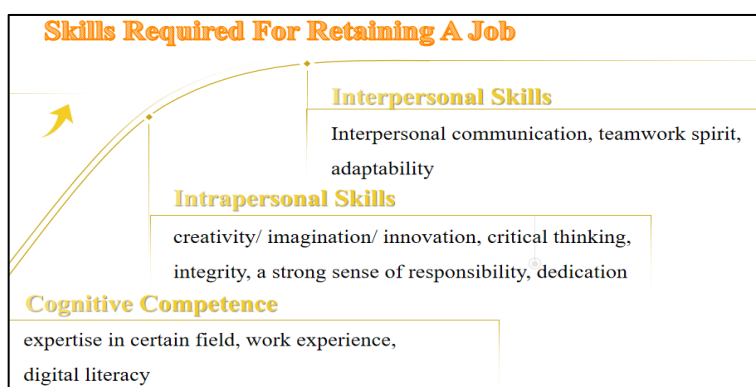 Skills Required For Retaining A Job
Interpersonal Skills
Interpersonal communication, teamwork spirit,
adaptability
Intrapersonal Skills
creativity/ imagination/ innovation, critical thinking,
integrity, a strong sense of responsibility, dedication
Cognitive Competence
expertise in certain field, work experience,
digital literacy